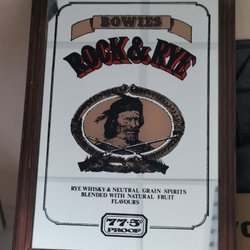 BOWIES
ROCK & RYE
RYE WHISKY & NEUTRAL GRAIN SPIRITS
BLENDED WITH NATURAL FRUIT
FLAVOURS
77·5°
PROOF